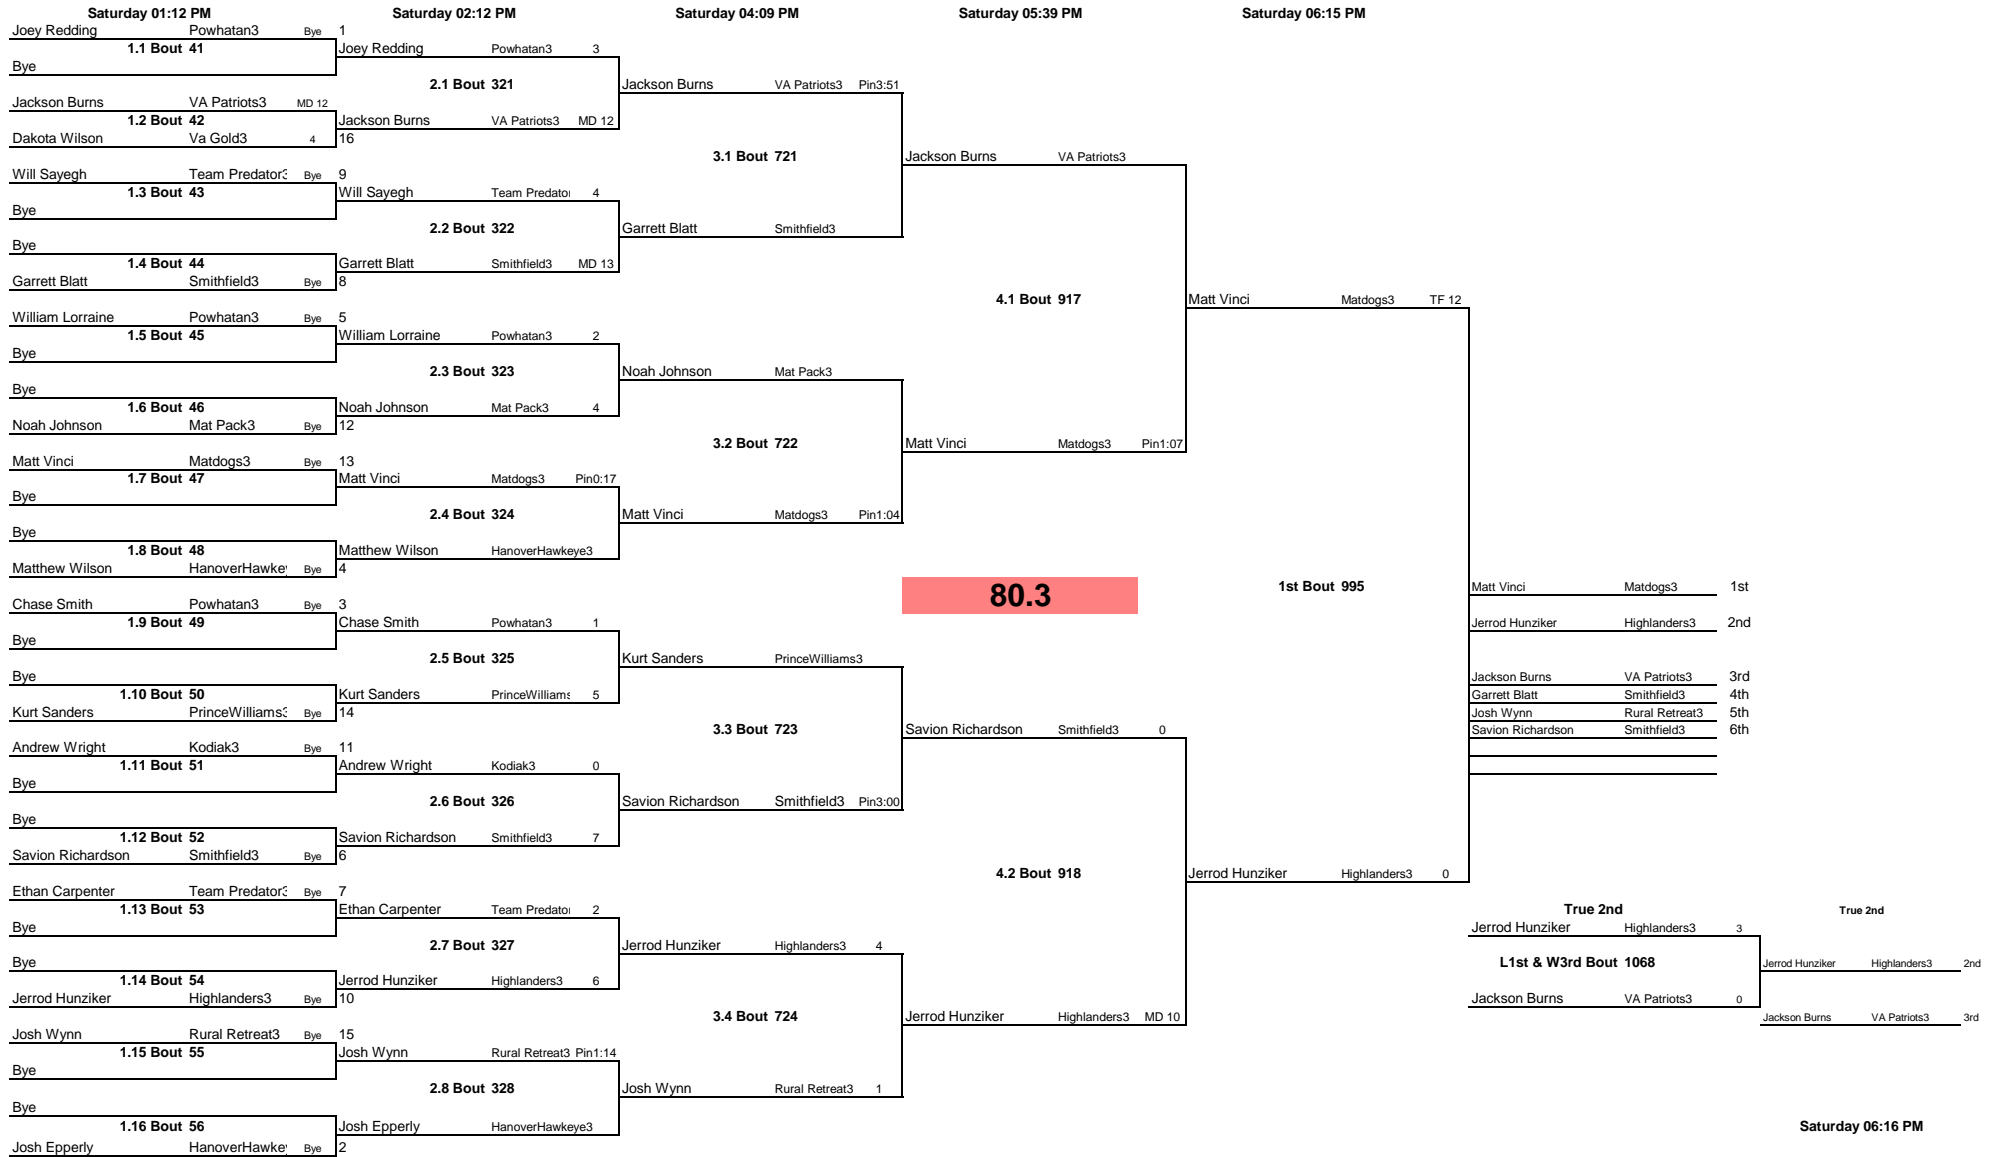 Saturday 01:12 PM Saturday 02:12 PM Saturday 04:09 PM Saturday 05:39 PM Saturday 06:15 PM
Joey Redding Powhatan3 Bye 1
1.1 Bout 41 Joey Redding Powhatan3 3
Bye
2.1 Bout 321 Jackson Burns VA Patriots3 Pin3:51
Jackson Burns VA Patriots3 MD 12
1.2 Bout 42 Jackson Burns VA Patriots3 MD 12
Dakota Wilson Va Gold3 4 16
3.1 Bout 721 Jackson Burns VA Patriots3
Will Sayegh Team Predator3 Bye 9
1.3 Bout 43 Will Sayegh Team Predator 4
Bye
2.2 Bout 322 Garrett Blatt Smithfield3
Bye
1.4 Bout 44 Garrett Blatt Smithfield3 MD 13
Garrett Blatt Smithfield3 Bye 8
4.1 Bout 917 Matt Vinci Matdogs3 TF 12
William Lorraine Powhatan3 Bye 5
1.5 Bout 45 William Lorraine Powhatan3 2
Bye
2.3 Bout 323 Noah Johnson Mat Pack3
Bye
1.6 Bout 46 Noah Johnson Mat Pack3 4
Noah Johnson Mat Pack3 Bye 12
3.2 Bout 722 Matt Vinci Matdogs3 Pin1:07
Matt Vinci Matdogs3 Bye 13
1.7 Bout 47 Matt Vinci Matdogs3 Pin0:17
Bye
2.4 Bout 324 Matt Vinci Matdogs3 Pin1:04
Bye
1.8 Bout 48 Matthew Wilson HanoverHawkeye3
Matthew Wilson HanoverHawkey Bye 4
80.3 1st Bout 995 Matt Vinci Matdogs3 1st
Chase Smith Powhatan3 Bye 3
1.9 Bout 49 Chase Smith Powhatan3 1 Jerrod Hunziker Highlanders3 2nd
Bye
2.5 Bout 325 Kurt Sanders PrinceWilliams3
Bye Jackson Burns VA Patriots3 3rd
1.10 Bout 50 Kurt Sanders PrinceWilliams 5 Garrett Blatt Smithfield3 4th
Kurt Sanders PrinceWilliams3 Bye 14 Josh Wynn Rural Retreat3 5th
3.3 Bout 723 Savion Richardson Smithfield3 0 Savion Richardson Smithfield3 6th
Andrew Wright Kodiak3 Bye 11
1.11 Bout 51 Andrew Wright Kodiak3 0
Bye
2.6 Bout 326 Savion Richardson Smithfield3 Pin3:00
Bye
1.12 Bout 52 Savion Richardson Smithfield3 7
Savion Richardson Smithfield3 Bye 6
4.2 Bout 918 Jerrod Hunziker Highlanders3 0
Ethan Carpenter Team Predator3 Bye 7
1.13 Bout 53 Ethan Carpenter Team Predator 2 True 2nd True 2nd
Bye Jerrod Hunziker Highlanders3 3
2.7 Bout 327 Jerrod Hunziker Highlanders3 4
Bye L1st & W3rd Bout 1068 Jerrod Hunziker Highlanders3 2nd
1.14 Bout 54 Jerrod Hunziker Highlanders3 6
Jerrod Hunziker Highlanders3 Bye 10 Jackson Burns VA Patriots3 0
3.4 Bout 724 Jerrod Hunziker Highlanders3 MD 10 Jackson Burns VA Patriots3 3rd
Josh Wynn Rural Retreat3 Bye 15
1.15 Bout 55 Josh Wynn Rural Retreat3 Pin1:14
Bye
2.8 Bout 328 Josh Wynn Rural Retreat3 1
Bye
1.16 Bout 56 Josh Epperly HanoverHawkeye3 Saturday 06:16 PM
Josh Epperly HanoverHawkey Bye 2